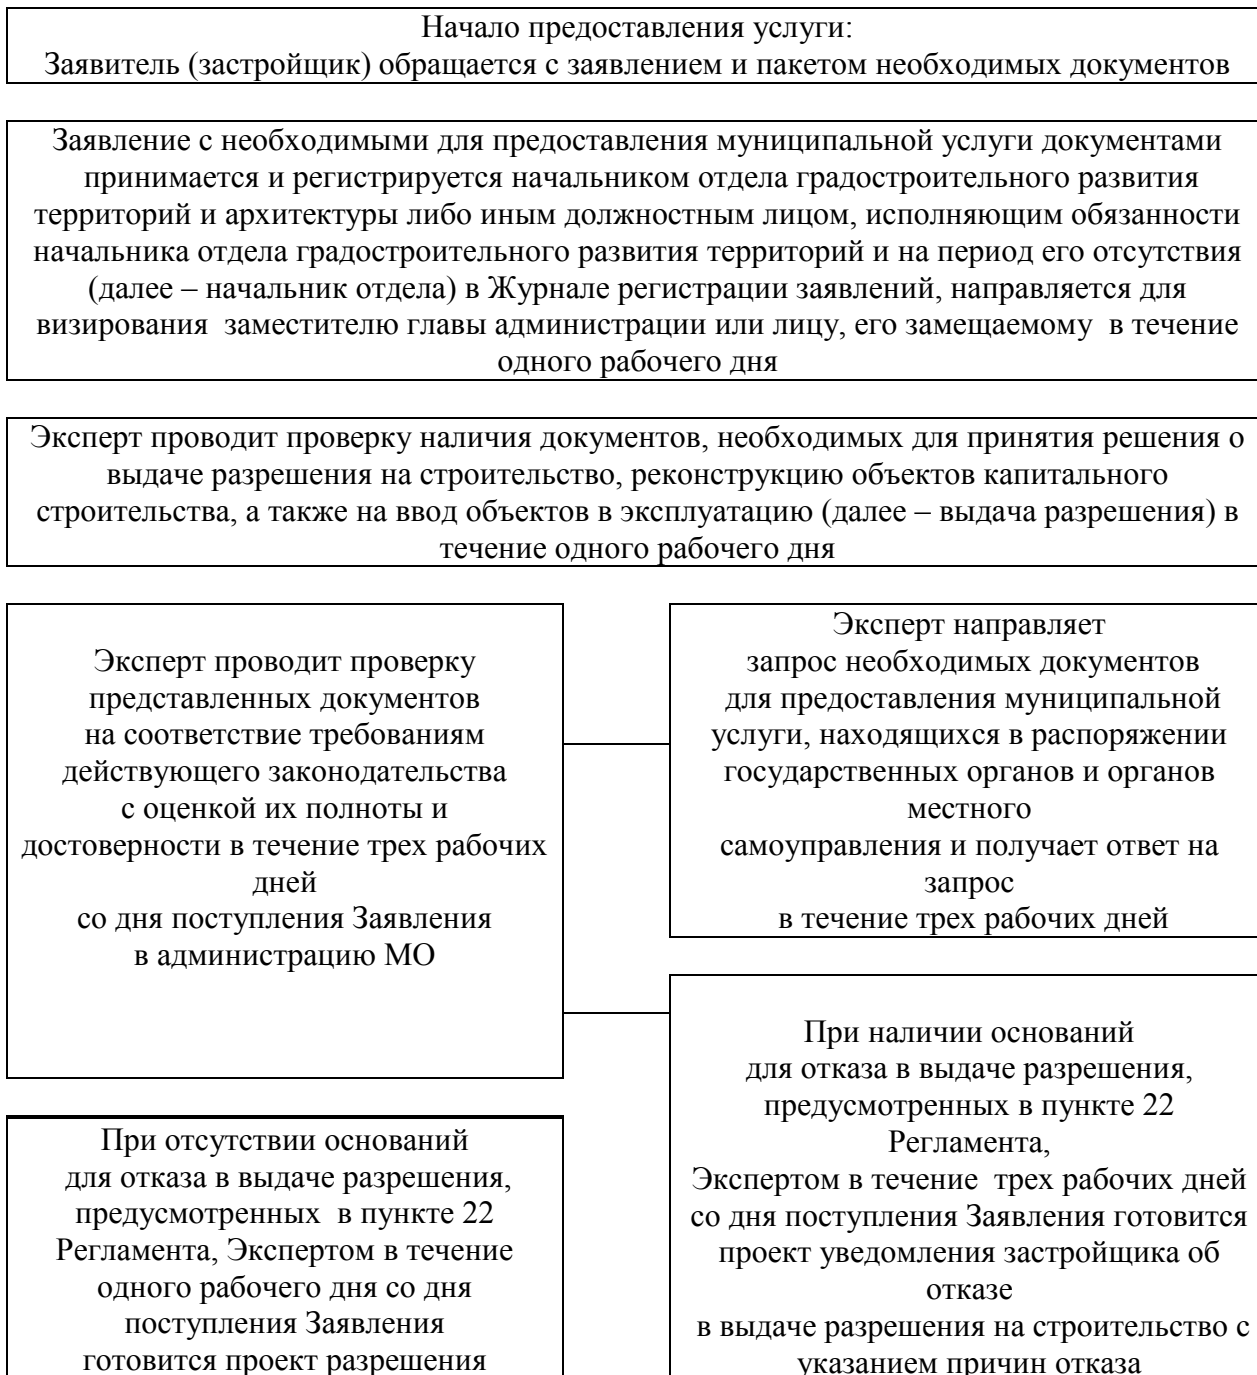 Начало предоставления услуги:
Заявитель (застройщик) обращается с заявлением и пакетом необходимых документов
Заявление с необходимыми для предоставления муниципальной услуги документами
принимается и регистрируется начальником отдела градостроительного развития
территорий и архитектуры либо иным должностным лицом, исполняющим обязанности
начальника отдела градостроительного развития территорий и на период его отсутствия
(далее – начальник отдела) в Журнале регистрации заявлений, направляется для
визирования заместителю главы администрации или лицу, его замещаемому в течение
одного рабочего дня
Эксперт проводит проверку наличия документов, необходимых для принятия решения о
выдаче разрешения на строительство, реконструкцию объектов капитального
строительства, а также на ввод объектов в эксплуатацию (далее – выдача разрешения) в
течение одного рабочего дня
Эксперт проводит проверку
представленных документов
на соответствие требованиям
действующего законодательства
с оценкой их полноты и
достоверности в течение трех рабочих
дней
со дня поступления Заявления
в администрацию МО
Эксперт направляет
запрос необходимых документов
для предоставления муниципальной
услуги, находящихся в распоряжении
государственных органов и органов
местного
самоуправления и получает ответ на
запрос
в течение трех рабочих дней
При отсутствии оснований
для отказа в выдаче разрешения,
предусмотренных в пункте 22
Регламента, Экспертом в течение
одного рабочего дня со дня
поступления Заявления
готовится проект разрешения
При наличии оснований
для отказа в выдаче разрешения,
предусмотренных в пункте 22
Регламента,
Экспертом в течение трех рабочих дней
со дня поступления Заявления готовится
проект уведомления застройщика об
отказе
в выдаче разрешения на строительство с
указанием причин отказа